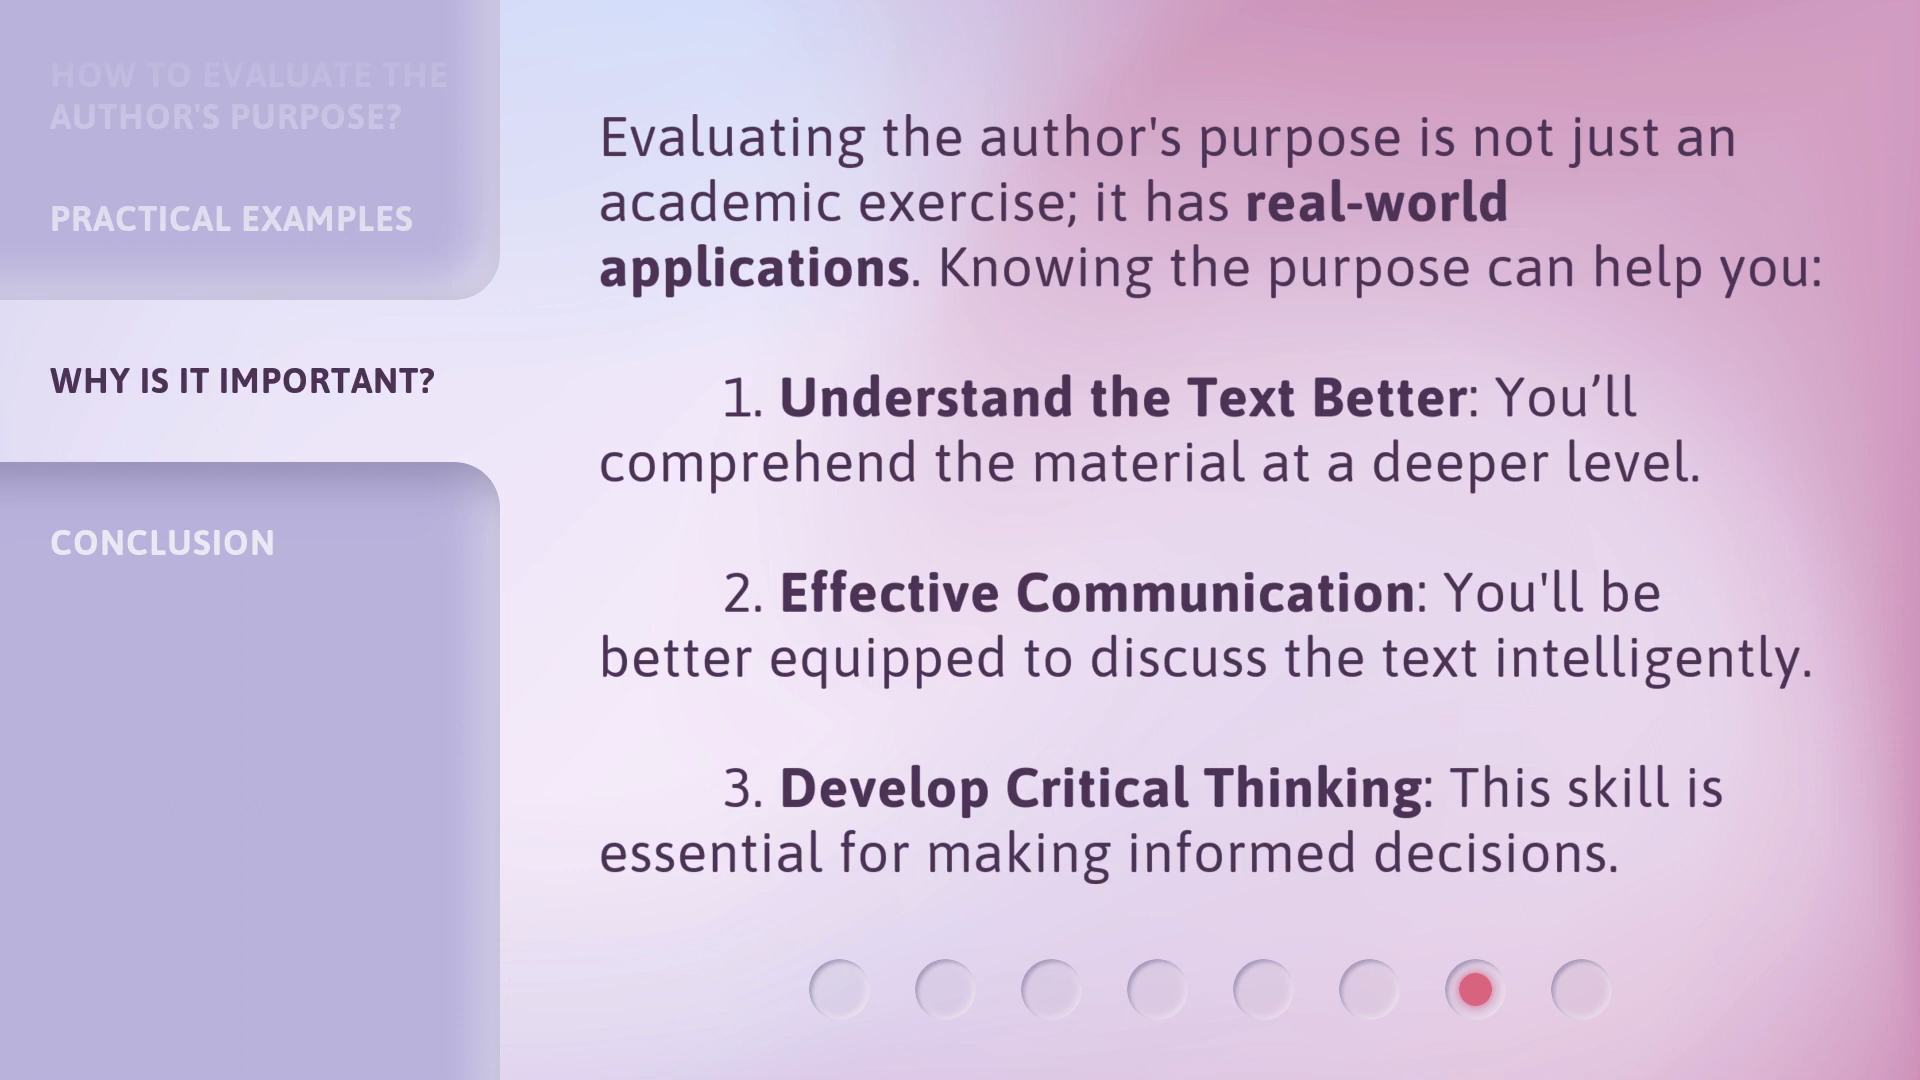 HOW TO EVALUATE THE
AUTHOR'S PURPOSE?
PRACTICAL EXAMPLES
WHY IS IT IMPORTANT?
CONCLUSION
Evaluating the author's purpose is not just an
academic exercise; it has real-world
applications. Knowing the purpose can help you:
1. Understand the Text Better: You’ll
comprehend the material at a deeper level.
2. Effective Communication: You'll be
better equipped to discuss the text intelligently.
3. Develop Critical Thinking: This skill is
essential for making informed decisions.